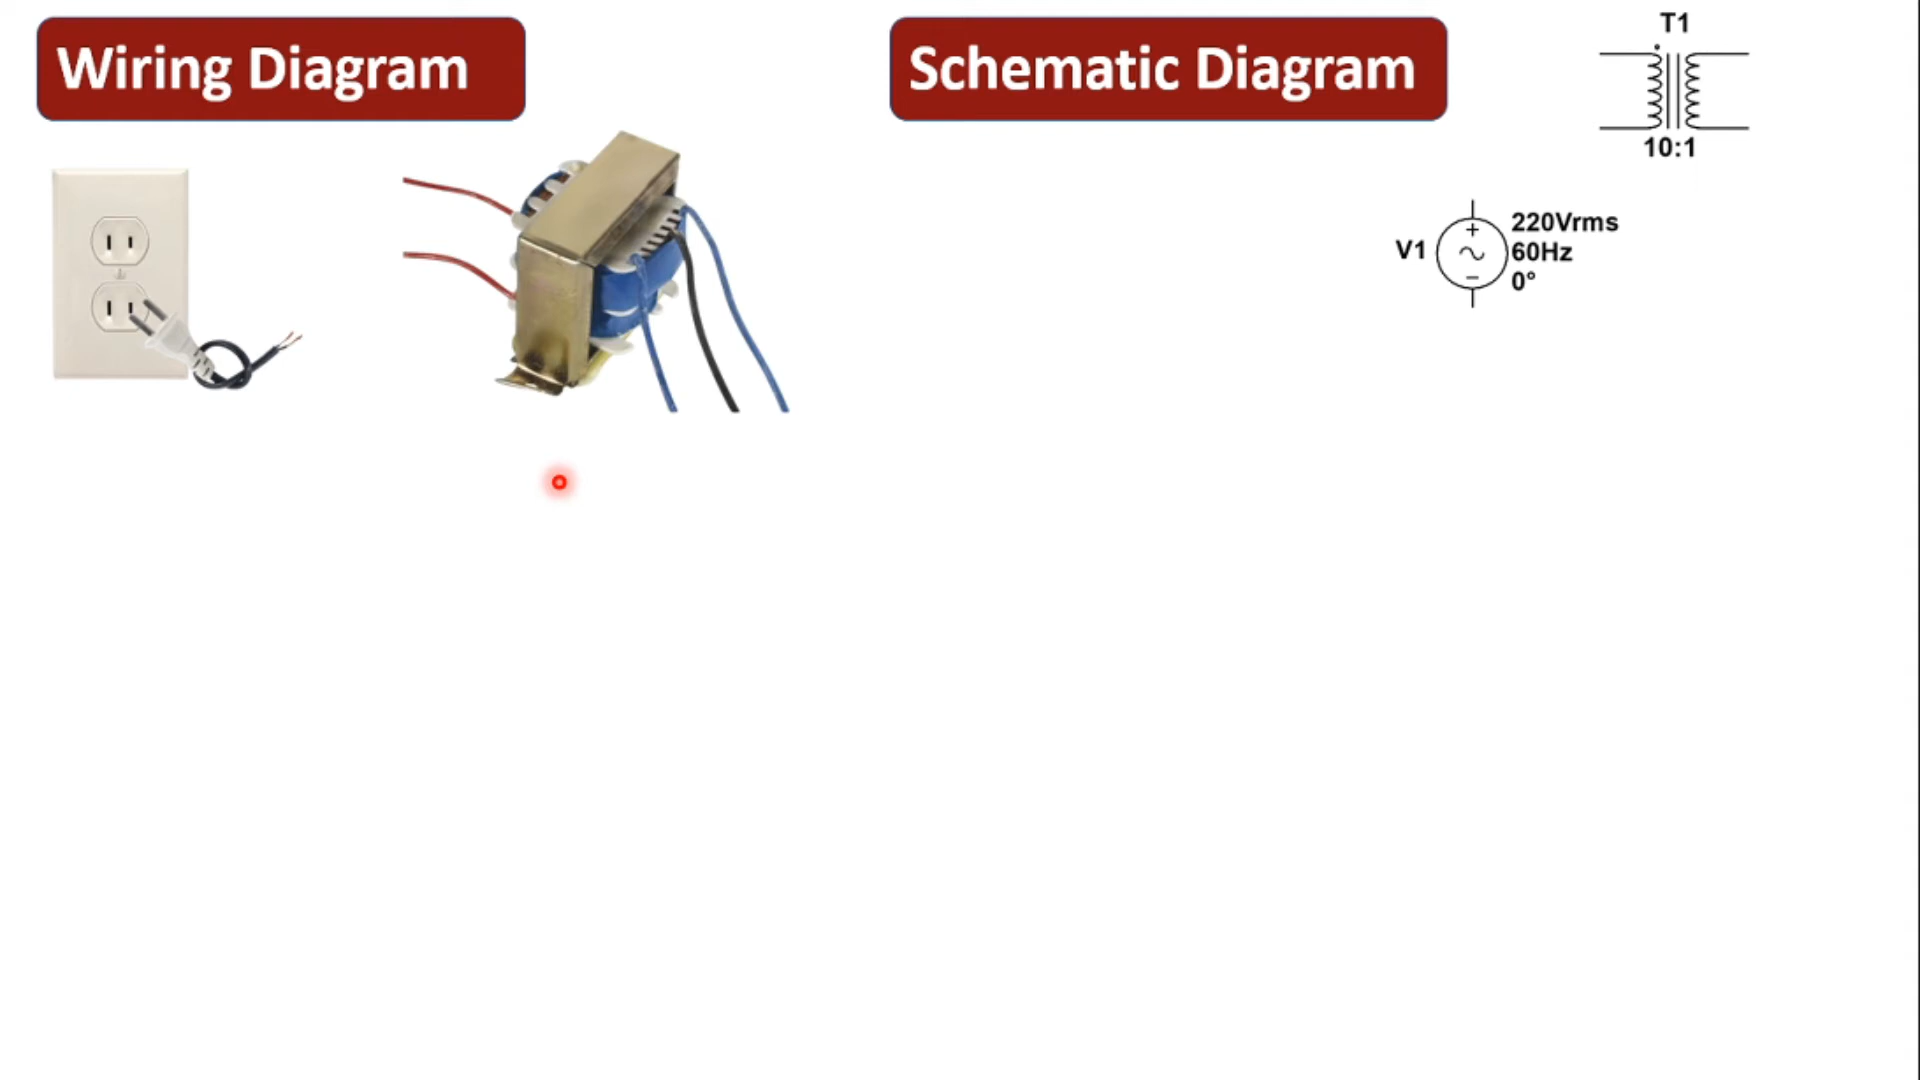 Wiring Diagram
Schematic Diagram
T1
10:1
V1
220Vrms
60Hz
0°